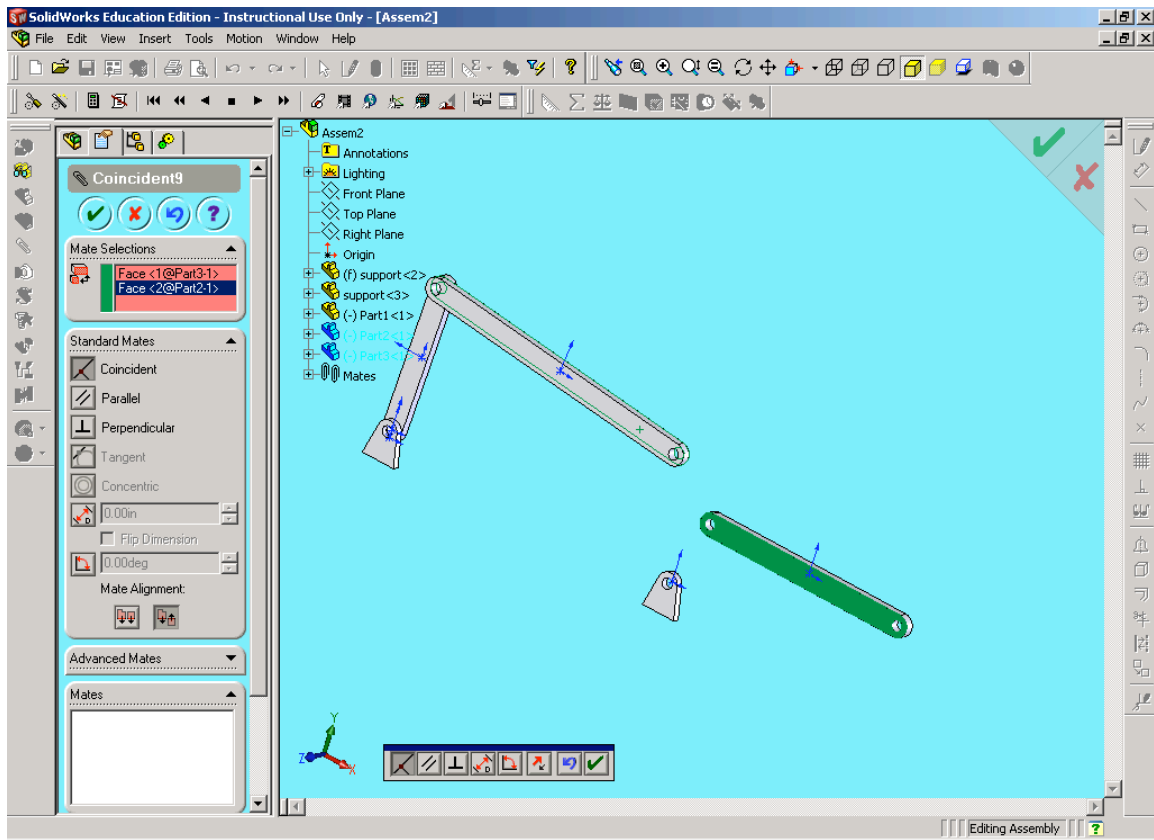 SolidWorks Education Edition - Instructional Use Only - [Assem2]
File Edit View Insert Tools Motion Window Help
Assem2
Annotations
Lighting
Front Plane
Top Plane
Right Plane
Origin
(f) support<2>
support<3>
(-) Part1<1>
(-) Part2<1>
(-) Part3<1>
Mates
Coincident9
Mate Selections
Face <1@Part3-1>
Face <2@Part2-1>
Standard Mates
Coincident
Parallel
Perpendicular
Tangent
Concentric
0.00in
Flip Dimension
0.00deg
Mate Alignment:
Advanced Mates
Mates
Y
Z
X
Editing Assembly